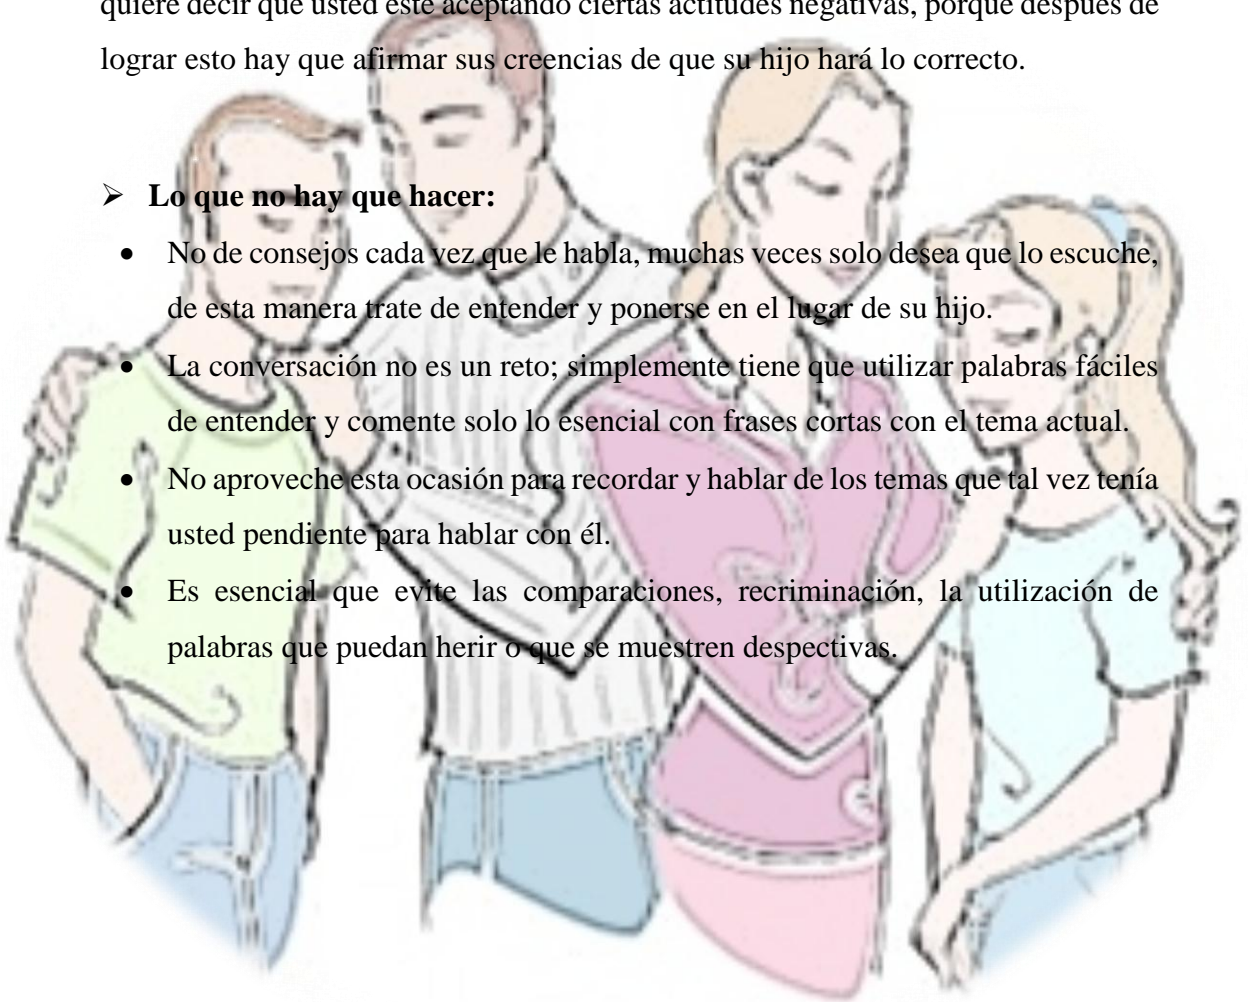 quiere decir que usted este aceptando ciertas actitudes negativas, porque después de
lograr esto hay que afirmar sus creencias de que su hijo hará lo correcto.
➢ Lo que no hay que hacer:
• No de consejos cada vez que le habla, muchas veces solo desea que lo escuche,
de esta manera trate de entender y ponerse en el lugar de su hijo.
• La conversación no es un reto; simplemente tiene que utilizar palabras fáciles
de entender y comente solo lo esencial con frases cortas con el tema actual.
• No aproveche esta ocasión para recordar y hablar de los temas que tal vez tenía
usted pendiente para hablar con él.
• Es esencial que evite las comparaciones, recriminación, la utilización de
palabras que puedan herir o que se muestren despectivas.